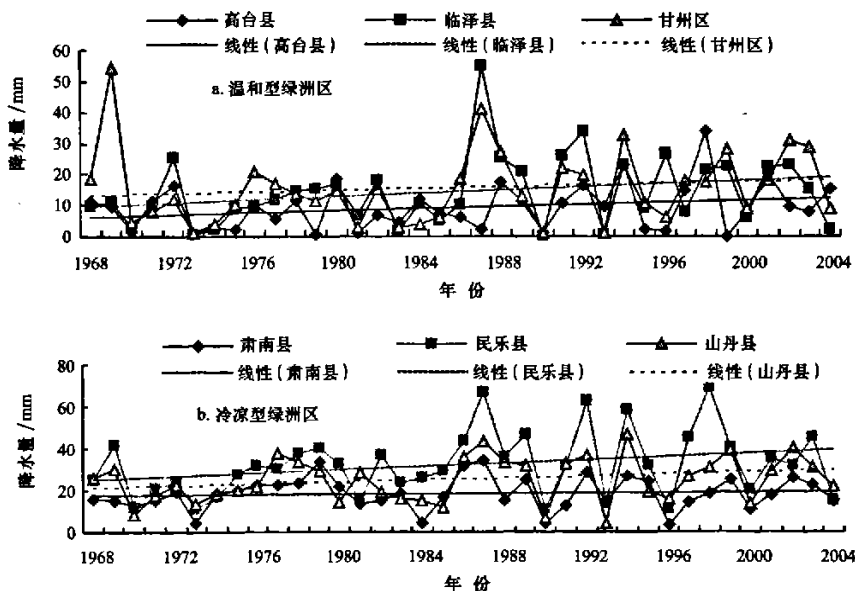 高台县 临泽县 甘州区
线性(高台县) 线性(临泽县) 线性(甘州区)
a. 温和型绿洲区
降水量/mm
60
50
40
30
20
10
0
1968 1972 1976 1980 1984 1988 1992 1996 2000 2004
年份
肃南县 民乐县 山丹县
线性(肃南县) 线性(民乐县) 线性(山丹县)
b. 冷凉型绿洲区
降水量/mm
80
60
40
20
0
1968 1972 1976 1980 1984 1988 1992 1996 2000 2004
年份